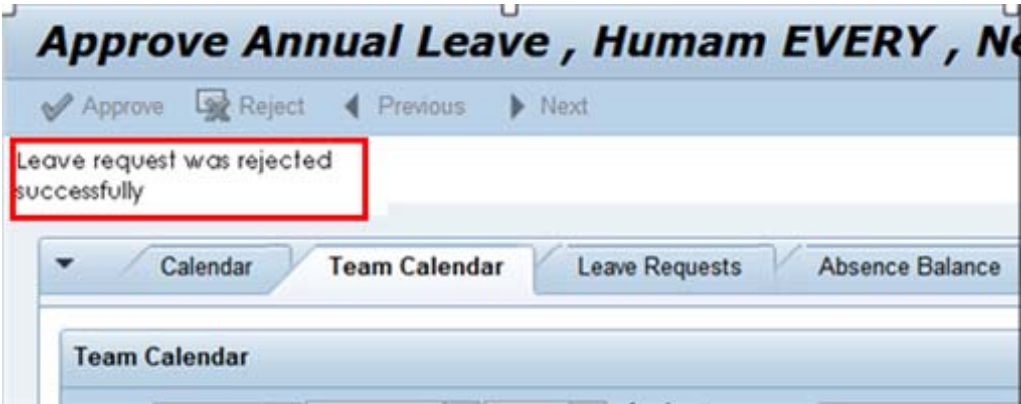 Approve Annual Leave , Humam EVERY ,
Approve Reject Previous Next
Leave request was rejected
successfully
Calendar Team Calendar Leave Requests Absence Balance
Team Calendar